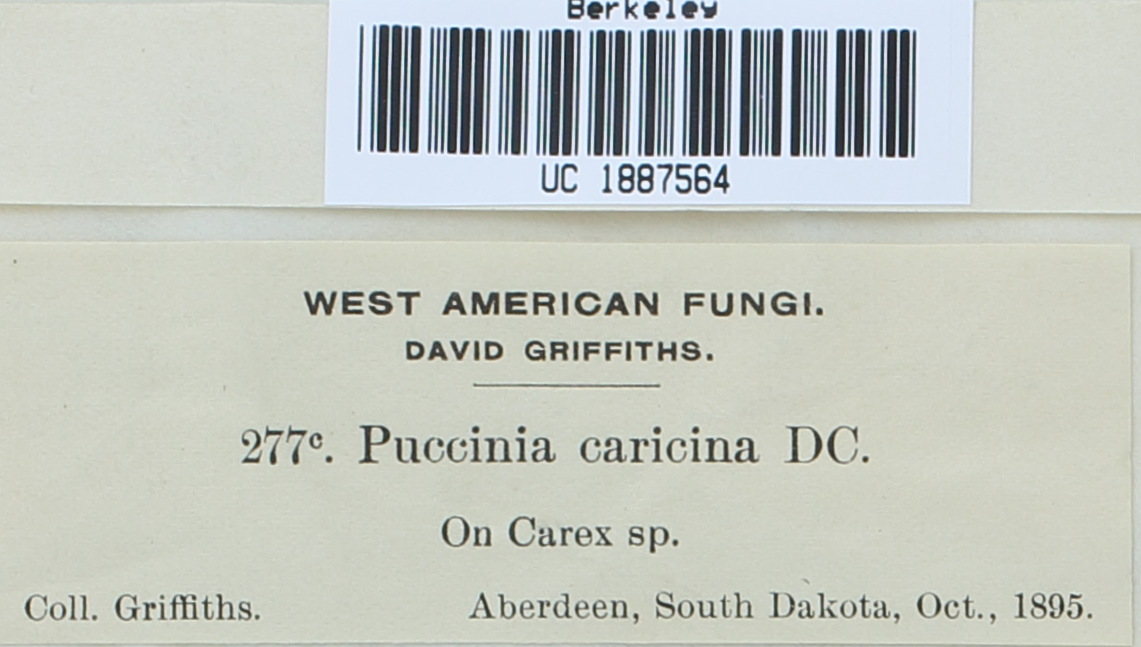 Berkeley
UC 1887564
WEST AMERICAN FUNGI.
DAVID GRIFFITHS.
277ᶜ. Puccinia caricina DC.
On Carex sp.
Coll. Griffiths. Aberdeen, South Dakota, Oct., 1895.